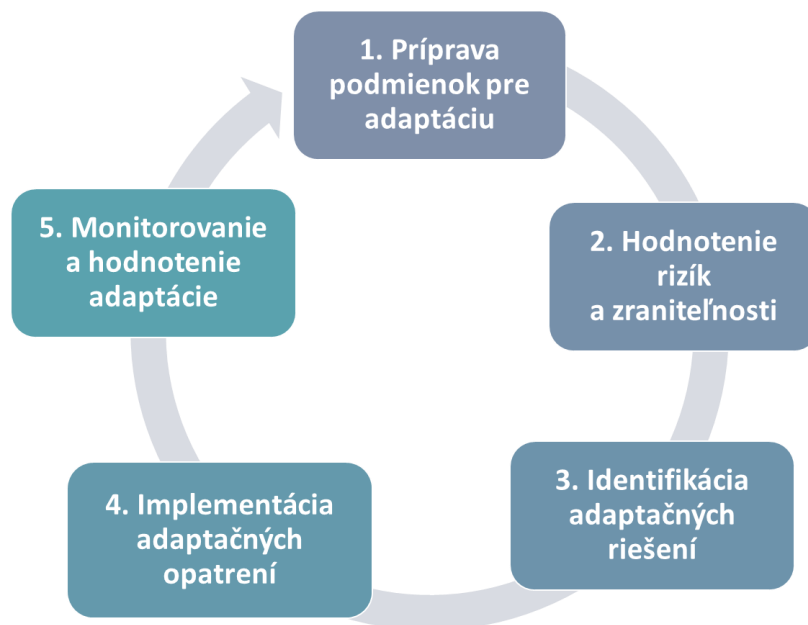 1. Príprava
podmienok pre
adaptáciu
2. Hodnotenie
rizík
a zraniteľnosti
3. Identifikácia
adaptačných
riešení
4. Implementácia
adaptačných
opatrení
5. Monitorovanie
a hodnotenie
adaptácie